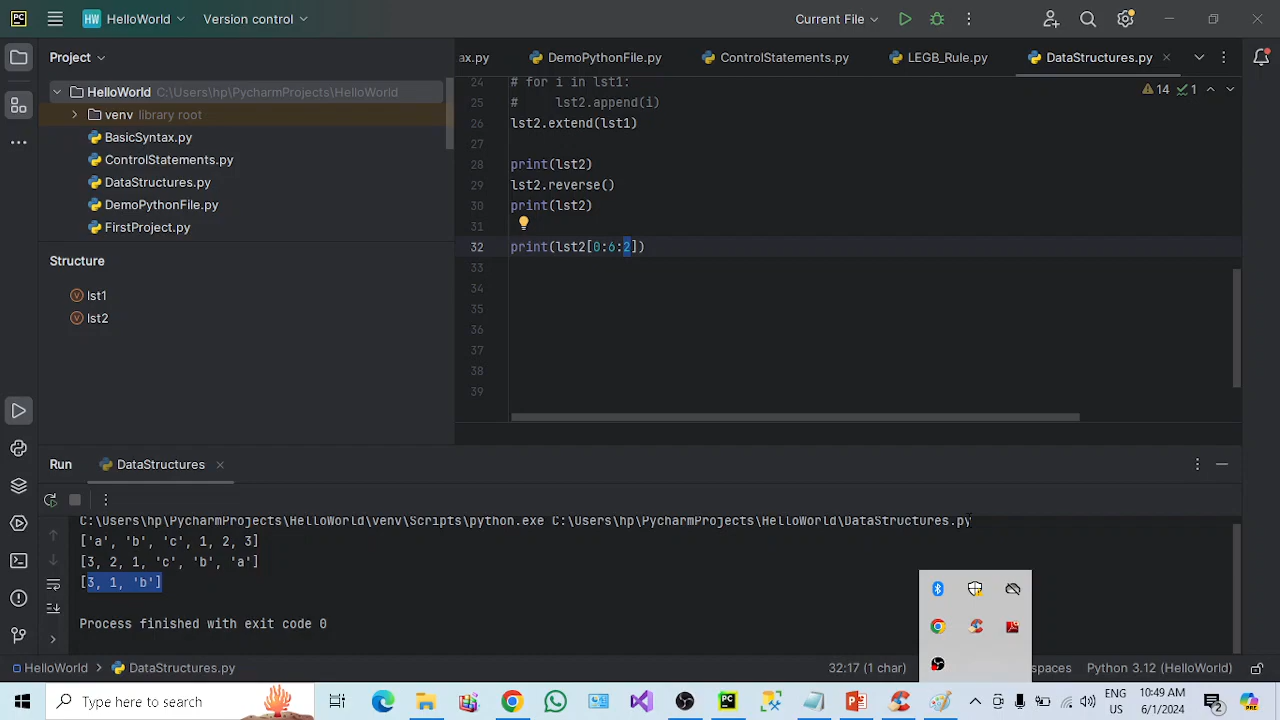 PC
HW HelloWorld
Version control
Current File
Project
ax.py
DemoPythonFile.py
ControlStatements.py
LEGB_Rule.py
DataStructures.py
HelloWorld C:\Users\hp\PycharmProjects\HelloWorld
venv library root
BasicSyntax.py
ControlStatements.py
DataStructures.py
DemoPythonFile.py
FirstProject.py
Structure
v lst1
v lst2
14 1
24 # for i in lst1:
25 #     lst2.append(i)
26 lst2.extend(lst1)
27
28 print(lst2)
29 lst2.reverse()
30 print(lst2)
31
32 print(lst2[0:6:2])
33
34
35
36
37
38
39
Run
DataStructures
C:\Users\hp\PycharmProjects\HelloWorld\venv\Scripts\python.exe C:\Users\hp\PycharmProjects\HelloWorld\DataStructures.py
['a', 'b', 'c', 1, 2, 3]
[3, 2, 1, 'c', 'b', 'a']
[3, 1, 'b']
Process finished with exit code 0
HelloWorld
DataStructures.py
32:17 (1 char)
spaces
Python 3.12 (HelloWorld)
Type here to search
ENG
US
10:49 AM
6/1/2024
2